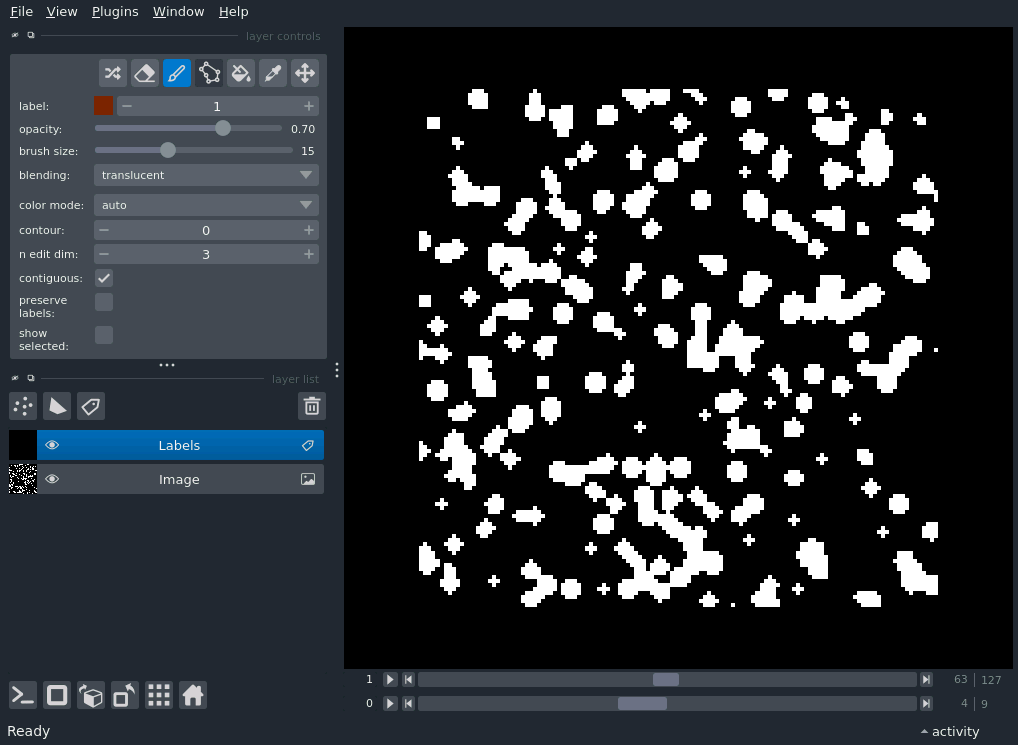 File View Plugins Window Help
layer controls
label: 1
opacity: 0.70
brush size: 15
blending: translucent
color mode: auto
contour: 0
n edit dim: 3
contiguous:
preserve
labels:
show
selected:
layer list
Labels
Image
1 63 127
0 4 9
Ready activity